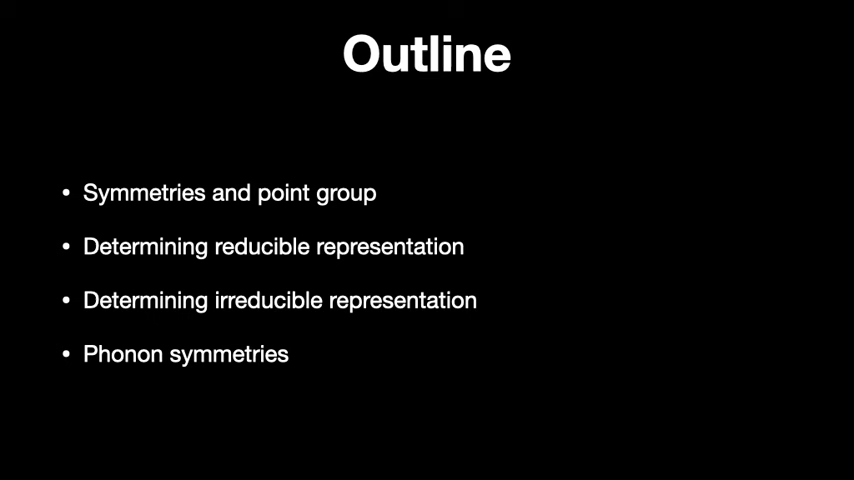 Outline
• Symmetries and point group
• Determining reducible representation
• Determining irreducible representation
• Phonon symmetries